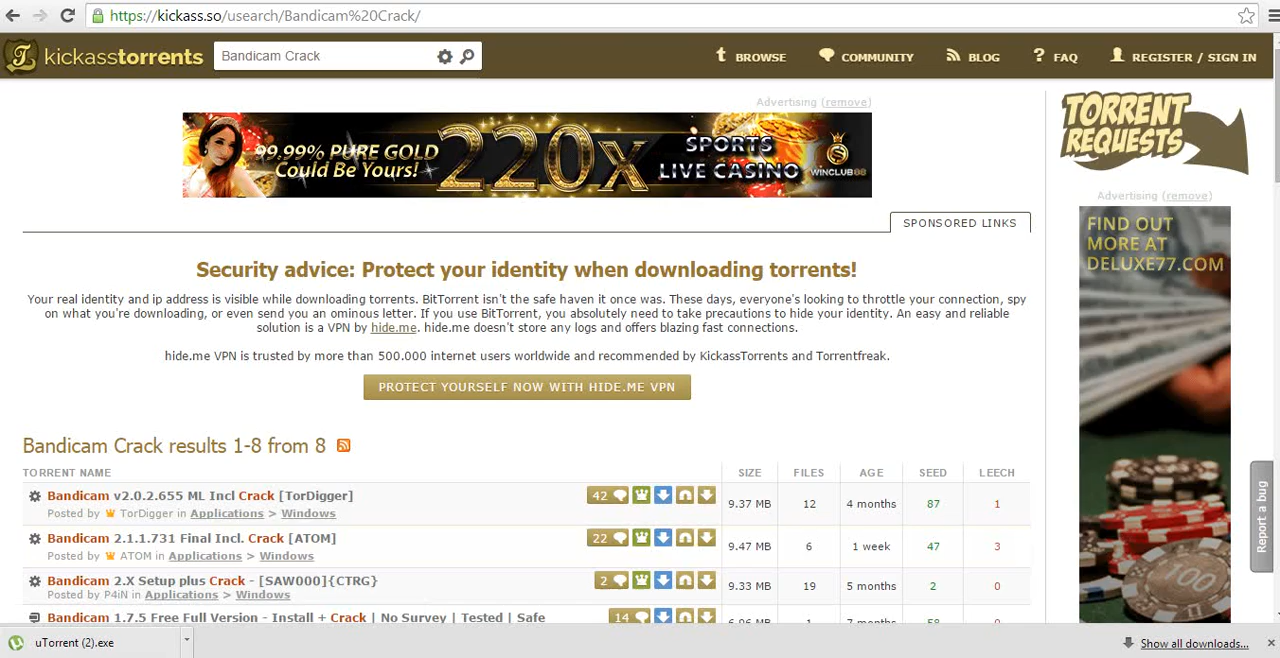 https://kickass.so/usearch/Bandicam%20Crack/
kickasstorrents
Bandicam Crack
BROWSE
COMMUNITY
BLOG
FAQ
REGISTER / SIGN IN
Advertising (remove)
99.99% PURE GOLD
Could Be Yours!
220x
SPORTS
LIVE CASINO
WINCLUB88
TORRENT
REQUESTS
Advertising (remove)
FIND OUT
MORE AT
DELUXE77.COM
100
SPONSORED LINKS
Security advice: Protect your identity when downloading torrents!
Your real identity and ip address is visible while downloading torrents. BitTorrent isn't the safe haven it once was. These days, everyone's looking to throttle your connection, spy
on what you're downloading, or even send you an ominous letter. If you use BitTorrent, you absolutely need to take precautions to hide your identity. An easy and reliable
solution is a VPN by hide.me. hide.me doesn't store any logs and offers blazing fast connections.
hide.me VPN is trusted by more than 500.000 internet users worldwide and recommended by KickassTorrents and Torrentfreak.
PROTECT YOURSELF NOW WITH HIDE.ME VPN
Bandicam Crack results 1-8 from 8
TORRENT NAME SIZE FILES AGE SEED LEECH
Bandicam v2.0.2.655 ML Incl Crack [TorDigger] 42 9.37 MB 12 4 months 87 1
Posted by TorDigger in Applications > Windows
Bandicam 2.1.1.731 Final Incl. Crack [ATOM] 22 9.47 MB 6 1 week 47 3
Posted by ATOM in Applications > Windows
Bandicam 2.X Setup plus Crack - [SAW000]{CTRG} 2 9.33 MB 19 5 months 2 0
Posted by P4iN in Applications > Windows
Bandicam 1.7.5 Free Full Version - Install + Crack | No Survey | Tested | Safe 14
Report a bug
uTorrent (2).exe
Show all downloads...